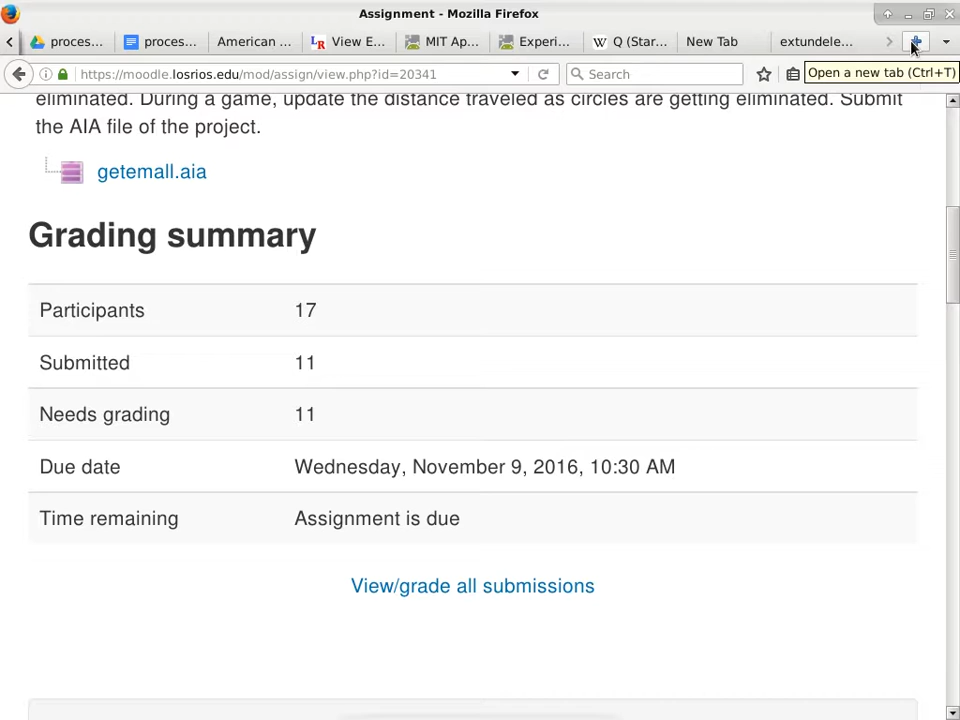 Assignment - Mozilla Firefox
proces... proces... American ... View E... MIT Ap... Experi... W Q (Star... New Tab extundele...
https://moodle.losrios.edu/mod/assign/view.php?id=20341 Search Open a new tab (Ctrl+T)
eliminated. During a game, update the distance traveled as circles are getting eliminated. Submit
the AIA file of the project.
getemall.aia
Grading summary
Participants 17
Submitted 11
Needs grading 11
Due date Wednesday, November 9, 2016, 10:30 AM
Time remaining Assignment is due
View/grade all submissions